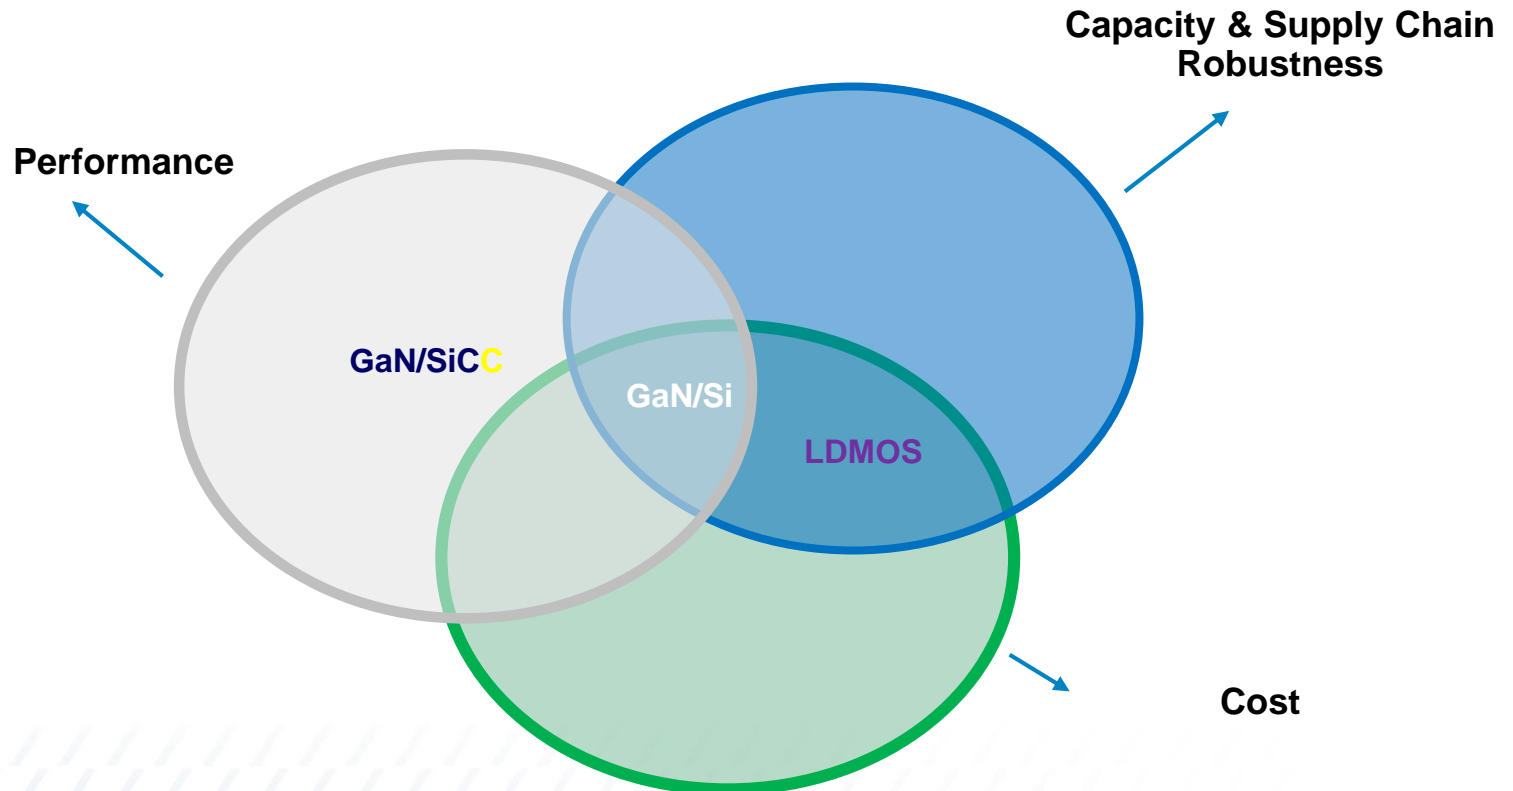 Capacity & Supply Chain
Robustness
Performance
GaN/SiCC
GaN/Si
LDMOS
Cost